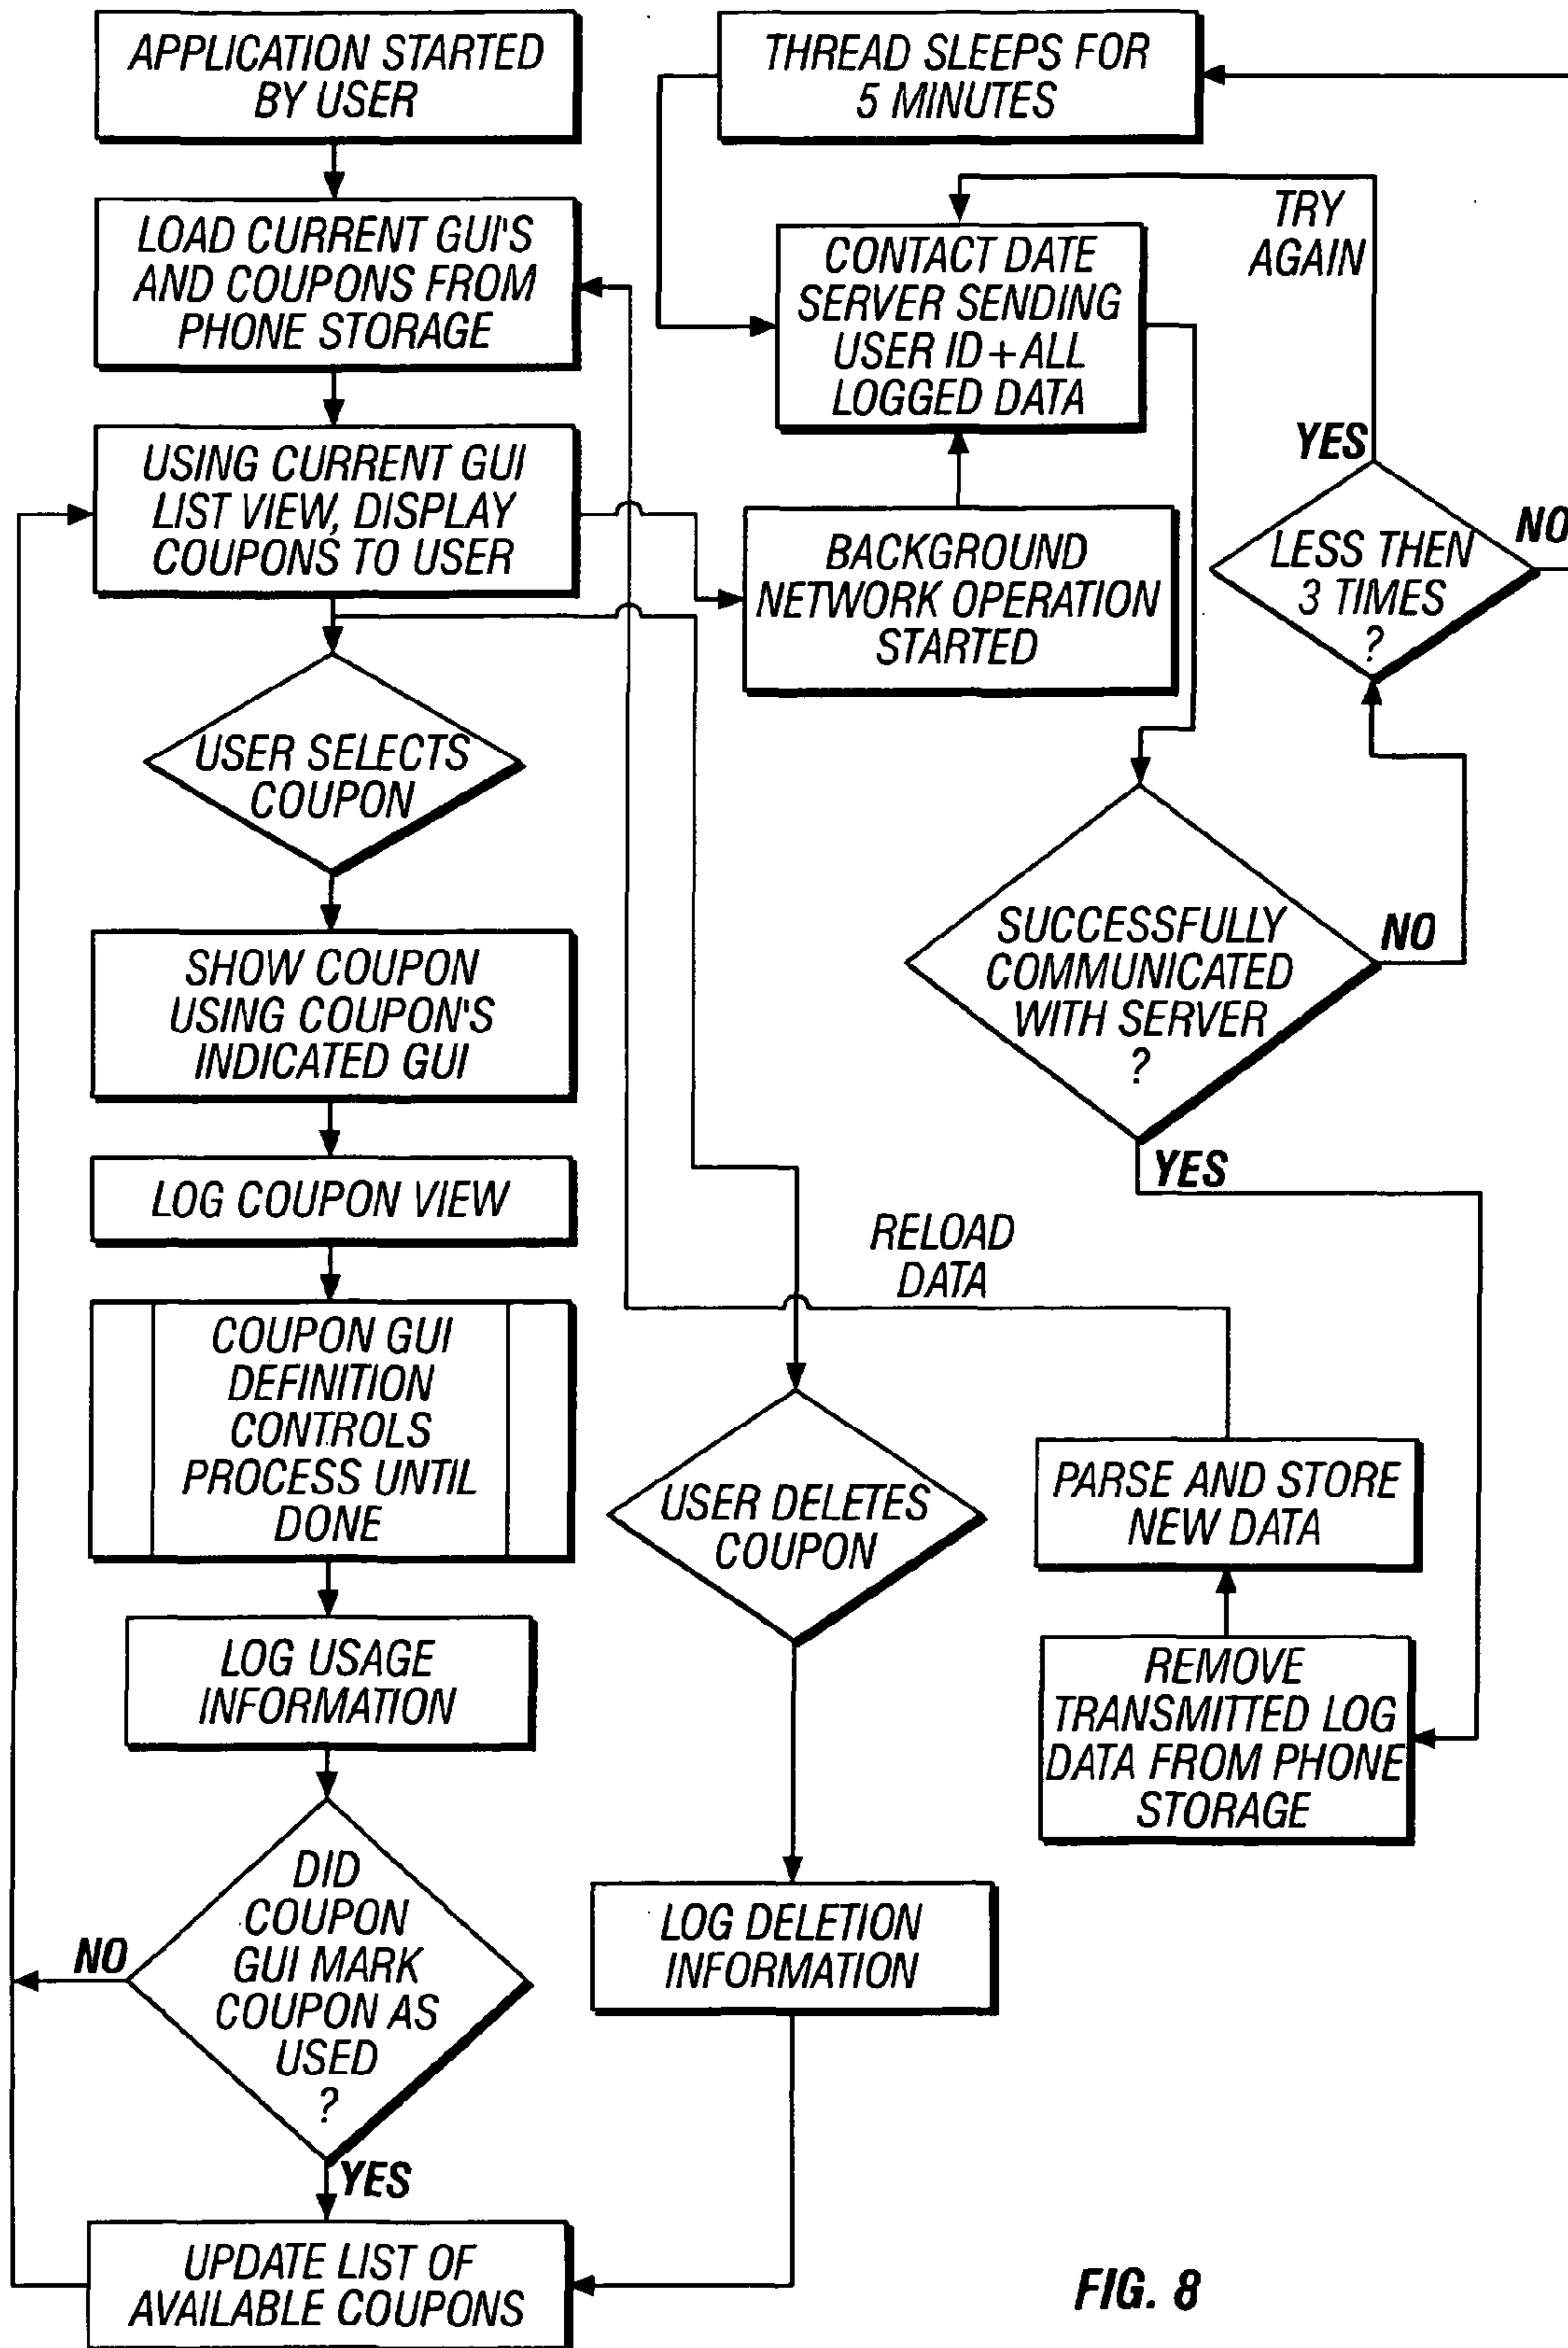 APPLICATION STARTED
BY USER
LOAD CURRENT GUI'S
AND COUPONS FROM
PHONE STORAGE
USING CURRENT GUI
LIST VIEW, DISPLAY
COUPONS TO USER
USER SELECTS
COUPON
SHOW COUPON
USING COUPON'S
INDICATED GUI
LOG COUPON VIEW
COUPON GUI
DEFINITION
CONTROLS
PROCESS UNTIL
DONE
LOG USAGE
INFORMATION
DID
COUPON
GUI MARK
COUPON AS
USED
?
NO
YES
UPDATE LIST OF
AVAILABLE COUPONS
THREAD SLEEPS FOR
5 MINUTES
CONTACT DATE
SERVER SENDING
USER ID+ALL
LOGGED DATA
TRY
AGAIN
BACKGROUND
NETWORK OPERATION
STARTED
YES
LESS THEN
3 TIMES
?
NO
SUCCESSFULLY
COMMUNICATED
WITH SERVER
?
NO
YES
RELOAD
DATA
USER DELETES
COUPON
PARSE AND STORE
NEW DATA
REMOVE
TRANSMITTED LOG
DATA FROM PHONE
STORAGE
LOG DELETION
INFORMATION
FIG. 8